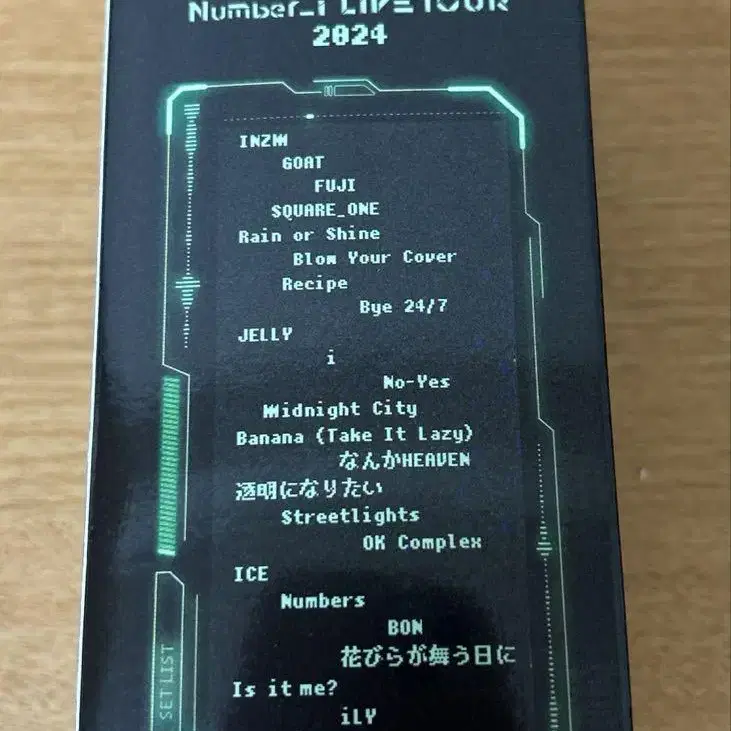 Number_i LIVE TOUR
2024
INZM
GOAT
FUJI
SQUARE_ONE
Rain or Shine
Blow Your Cover
Recipe
Bye 24/7
JELLY
i
No-Yes
Midnight City
Banana (Take It Lazy)
なんかHEAVEN
透明になりたい
Streetlights
OK Complex
ICE
Numbers
BON
花びらが舞う日に
Is it me?
iLY
SET LIST